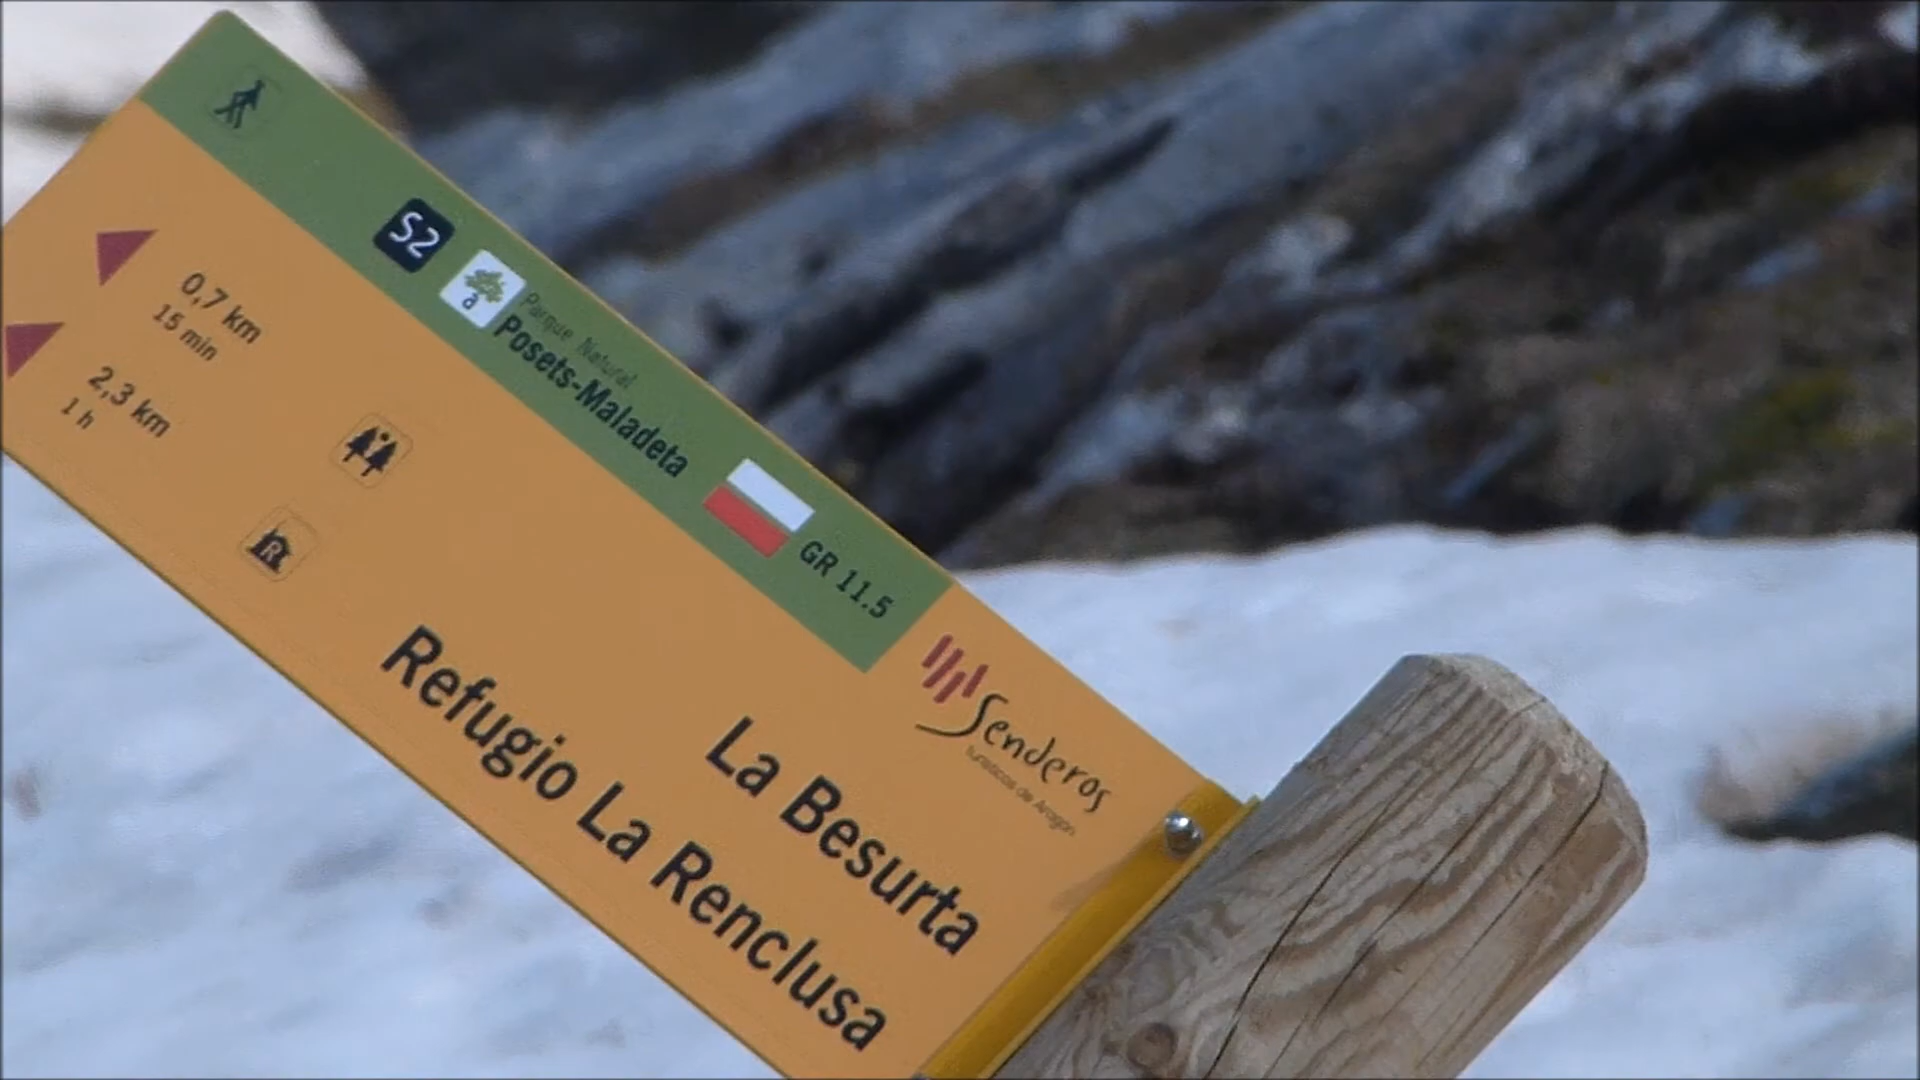 S2
a
Parque Natural
Posets-Maladeta
GR 11.5
Senderos
Turísticos de Aragón
0,7 km
15 min
La Besurta
2,3 km
1 h
R
Refugio La Renclusa